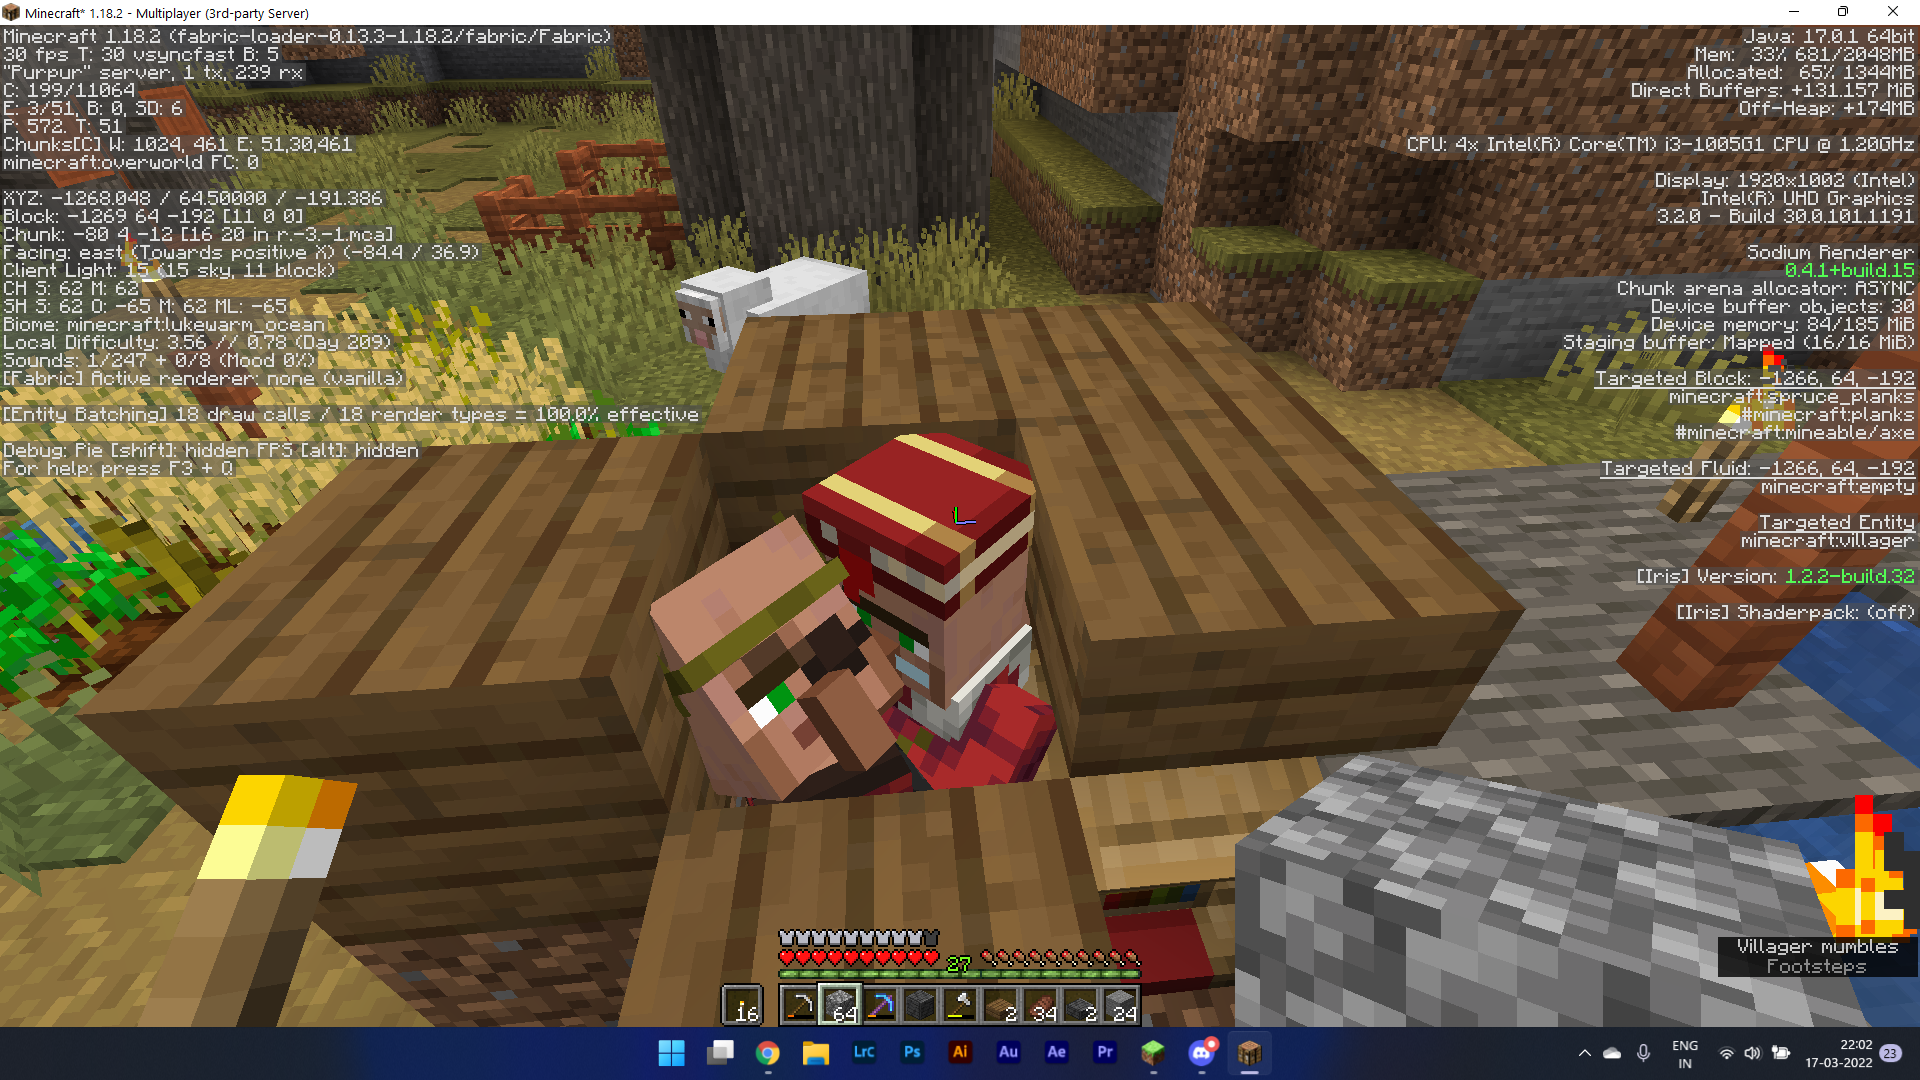 Minecraft* 1.18.2 - Multiplayer (3rd-party Server)
Minecraft 1.18.2 (fabric-loader-0.13.3-1.18.2/fabric/Fabric)
30 fps T: 30 vsyncfast B: 5
"Purpur" server, 1 tx, 239 rx
C: 199/11064
E: 3/51, B: 0, SD: 6
P: 572. T: 51
Chunks[C] W: 1024, 461 E: 51,30,461
minecraft:overworld FC: 0
XYZ: -1268.048 / 64.50000 / -191.386
Block: -1269 64 -192 [11 0 0]
Chunk: -80 4 -12 [16 20 in r.-3.-1.mca]
Facing: east (Towards positive X) (-84.4 / 36.9)
Client Light: 15 (15 sky, 11 block)
CH S: 62 M: 62
SH S: 62 O: -65 M: 62 ML: -65
Biome: minecraft:lukewarm_ocean
Local Difficulty: 3.56 // 0.78 (Day 209)
Sounds: 1/247 + 0/8 (Mood 0%)
[Fabric] Active renderer: none (vanilla)
[Entity Batching] 18 draw calls / 18 render types = 100.0% effective
Debug: Pie [shift]: hidden FPS [alt]: hidden
For help: press F3 + Q
Java: 17.0.1 64bit
Mem: 33% 681/2048MB
Allocated: 65% 1344MB
Direct Buffers: +131.157 MiB
Off-Heap: +174MB
CPU: 4x Intel(R) Core(TM) i3-1005G1 CPU @ 1.20GHz
Display: 1920x1002 (Intel)
Intel(R) UHD Graphics
3.2.0 - Build 30.0.101.1191
Sodium Renderer
0.4.1+build.15
Chunk arena allocator: ASYNC
Device buffer objects: 30
Device memory: 84/185 MiB
Staging buffer: Mapped (16/16 MiB)
Targeted Block: -1266, 64, -192
minecraft:spruce_planks
#minecraft:planks
#minecraft:mineable/axe
Targeted Fluid: -1266, 64, -192
minecraft:empty
Targeted Entity
minecraft:villager
[Iris] Version: 1.2.2-build.32
[Iris] Shaderpack: (off)
Villager mumbles
Footsteps
27
16 64 2 34 2 24
Lrc Ps Ai Au Ae Pr
ENG
IN
22:02
17-03-2022
23